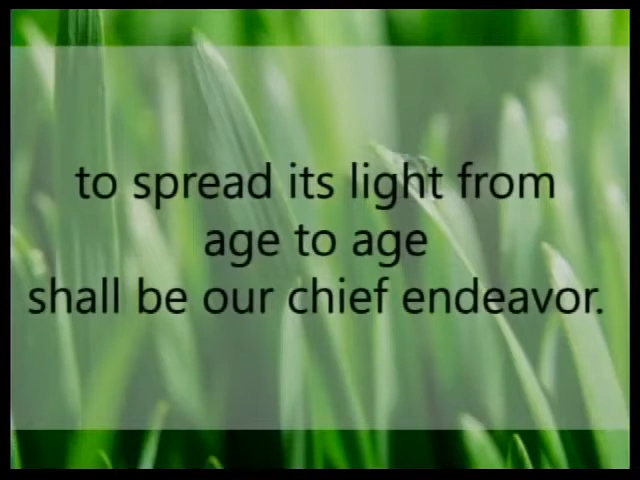 to spread its light from
age to age
shall be our chief endeavor.